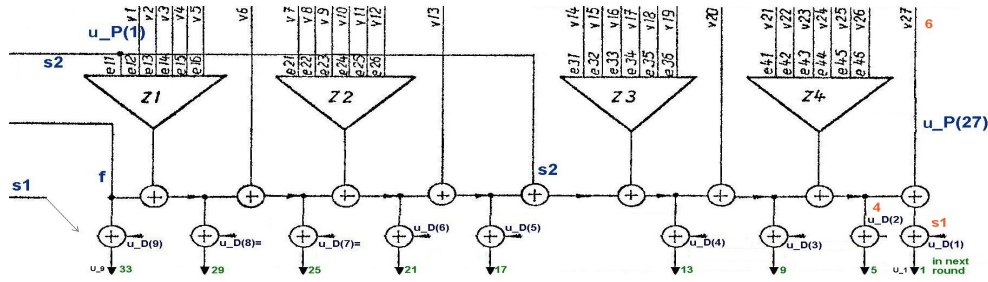 v1 v2 v3 v4 v5 v6 v7 v8 v9 v10 v11 v12 v13 v14 v15 v16 v17 v18 v19 v20 v21 v22 v23 v24 v25 v26 v27
6
u_P(1)
s2
e11 e12 e13 e14 e15 e16 e21 e22 e23 e24 e25 e26 e31 e32 e33 e34 e35 e36 e41 e42 e43 e44 e45 e46
Z1 Z2 Z3 Z4
u_P(27)
s2
f
s1
4
u_D(2)
s1
u_D(9) u_D(8)= u_D(7)= u_D(6) u_D(5) u_D(4) u_D(3) u_D(1)
U_9 33 29 25 21 17 13 9 5 U_1 1
in next
round